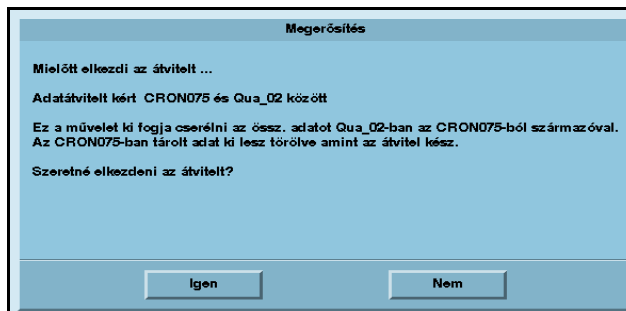 Megerősítés
Mielőtt elkezdi az átvitelt ...
Adatátvitelt kért CRON075 és Qua_02 között
Ez a művelet ki fogja cserélni az össz. adatot Qua_02-ban az CRON075-ból származóval.
Az CRON075-ban tárolt adat ki lesz törölve amint az átvitel kész.
Szeretné elkezdeni az átvitelt?
Igen Nem